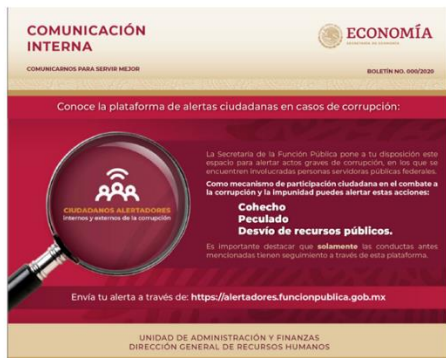 COMUNICACIÓN
INTERNA
COMUNICARNOS PARA SERVIR MEJOR
ECONOMÍA
SECRETARÍA DE ECONOMÍA
BOLETÍN NO. 000/2020
Conoce la plataforma de alertas ciudadanas en casos de corrupción:
CIUDADANOS ALERTADORES
Internos y externos de la corrupción
La Secretaría de la Función Pública pone a tu disposición este
espacio para alertar actos graves de corrupción, en los que se
encuentren involucradas personas servidoras públicas federales.
Como mecanismo de participación ciudadana en el combate a
la corrupción y la impunidad puedes alertar estas acciones:
Cohecho
Peculado
Desvío de recursos públicos.
Es importante destacar que solamente las conductas antes
mencionadas tienen seguimiento a través de esta plataforma.
Envía tu alerta a través de: https://alertadores.funcionpublica.gob.mx
UNIDAD DE ADMINISTRACIÓN Y FINANZAS
DIRECCIÓN GENERAL DE RECURSOS HUMANOS